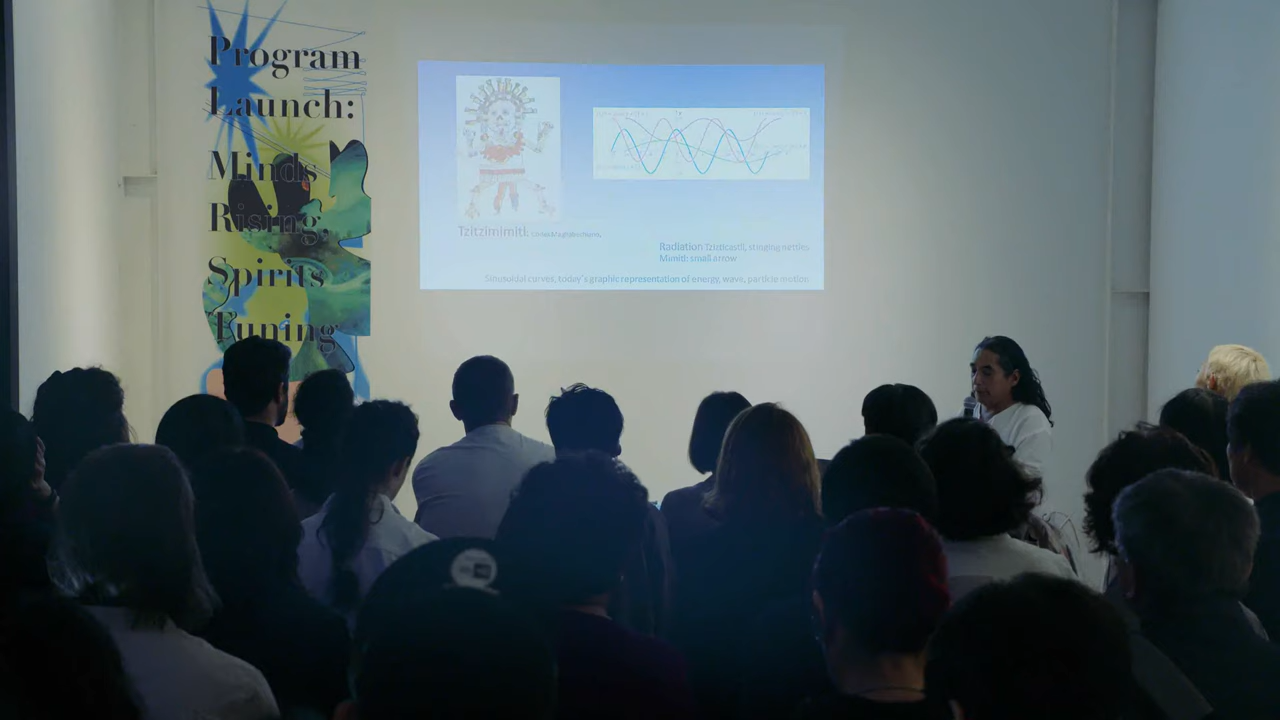 Program
Launch:
Minds
Rising,
Spirits
Tuning
Tzitzimimitl:
Radiation Tzitzicastli, stinging nettles.
Mimitl: small arrow
Sinusoidal curves, today's graphic representation of energy, wave, particle motion.